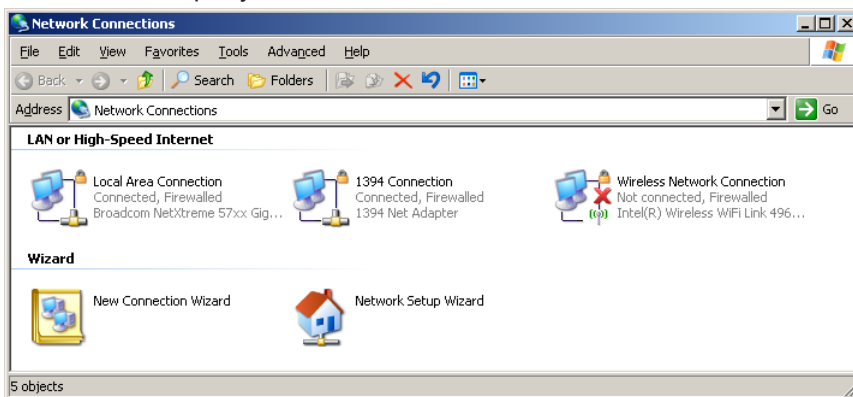 Network Connections
File Edit View Favorites Tools Advanced Help
Back Search Folders
Address Network Connections Go
LAN or High-Speed Internet
Local Area Connection
Connected, Firewalled
Broadcom NetXtreme 57xx Gig...
1394 Connection
Connected, Firewalled
1394 Net Adapter
Wireless Network Connection
Not connected, Firewalled
Intel(R) Wireless WiFi Link 496...
Wizard
New Connection Wizard
Network Setup Wizard
5 objects